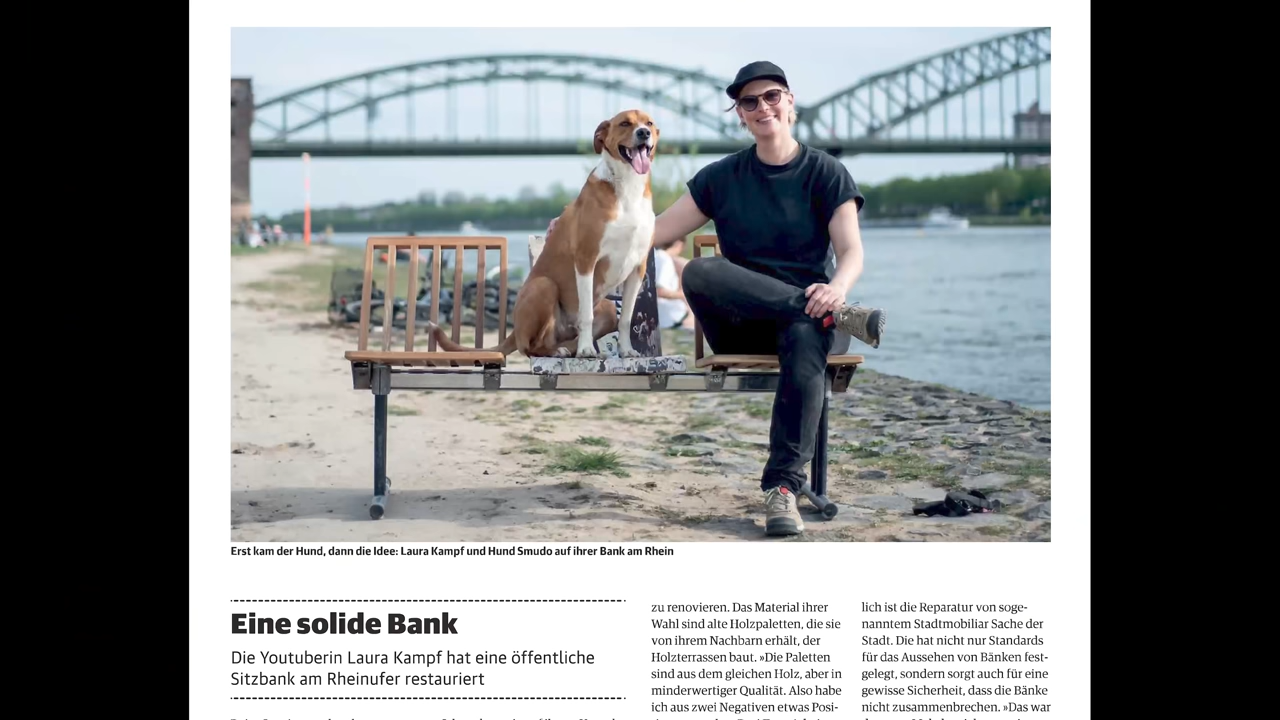 Erst kam der Hund, dann die Idee: Laura Kampf und Hund Smudo auf ihrer Bank am Rhein
Eine solide Bank
Die Youtuberin Laura Kampf hat eine öffentliche
Sitzbank am Rheinufer restauriert
zu renovieren. Das Material ihrer
Wahl sind alte Holzpaletten, die sie
von ihrem Nachbarn erhält, der
Holzterrassen baut. »Die Paletten
sind aus dem gleichen Holz, aber in
minderwertiger Qualität. Also habe
ich aus zwei Negativen etwas Posi-
lich ist die Reparatur von soge-
nanntem Stadtmobiliar Sache der
Stadt. Die hat nicht nur Standards
für das Aussehen von Bänken fest-
gelegt, sondern sorgt auch für eine
gewisse Sicherheit, dass die Bänke
nicht zusammenbrechen. »Das war